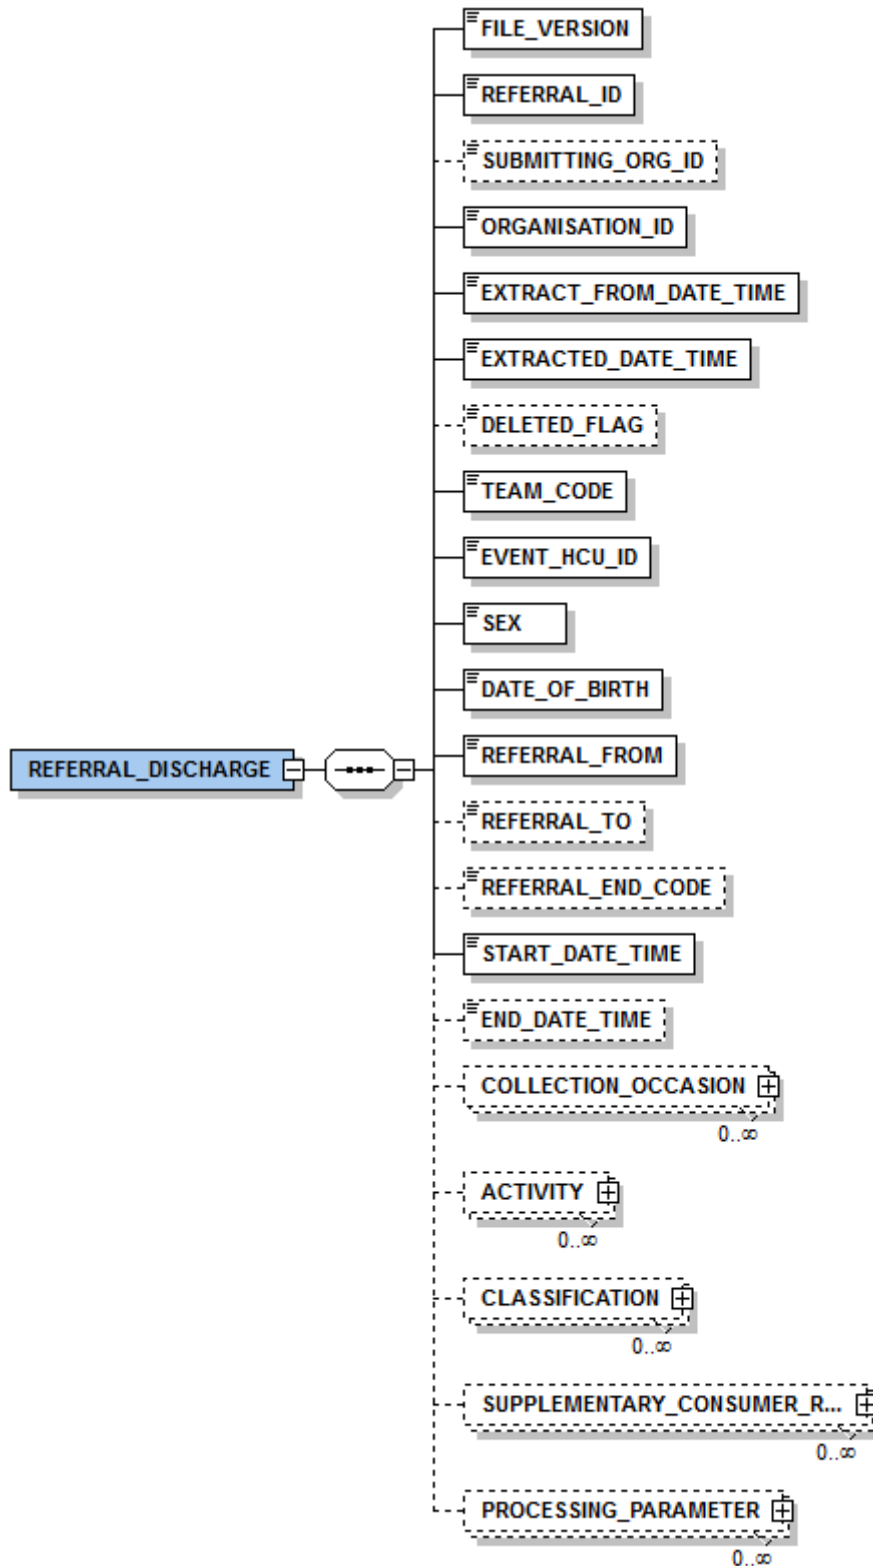 FILE_VERSION
REFERRAL_ID
SUBMITTING_ORG_ID
ORGANISATION_ID
EXTRACT_FROM_DATE_TIME
EXTRACTED_DATE_TIME
DELETED_FLAG
TEAM_CODE
EVENT_HCU_ID
SEX
DATE_OF_BIRTH
REFERRAL_FROM
REFERRAL_DISCHARGE
REFERRAL_TO
REFERRAL_END_CODE
START_DATE_TIME
END_DATE_TIME
COLLECTION_OCCASION
0..∞
ACTIVITY
0..∞
CLASSIFICATION
0..∞
SUPPLEMENTARY_CONSUMER_R...
0..∞
PROCESSING_PARAMETER
0..∞